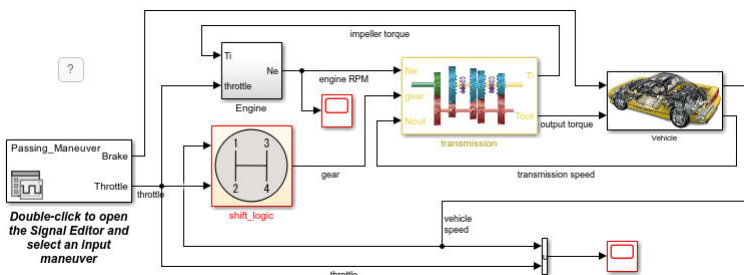 impeller torque
?
Ti
Ne
throttle
Engine
engine RPM
Ne
gear
Nout
Ti
Tout
transmission
output torque
Vehicle
Passing_Maneuver
Brake
Throttle
throttle
1 3
2 4
shift_logic
gear
transmission speed
Double-click to open
the Signal Editor and
select an input
maneuver
vehicle
speed
throttle